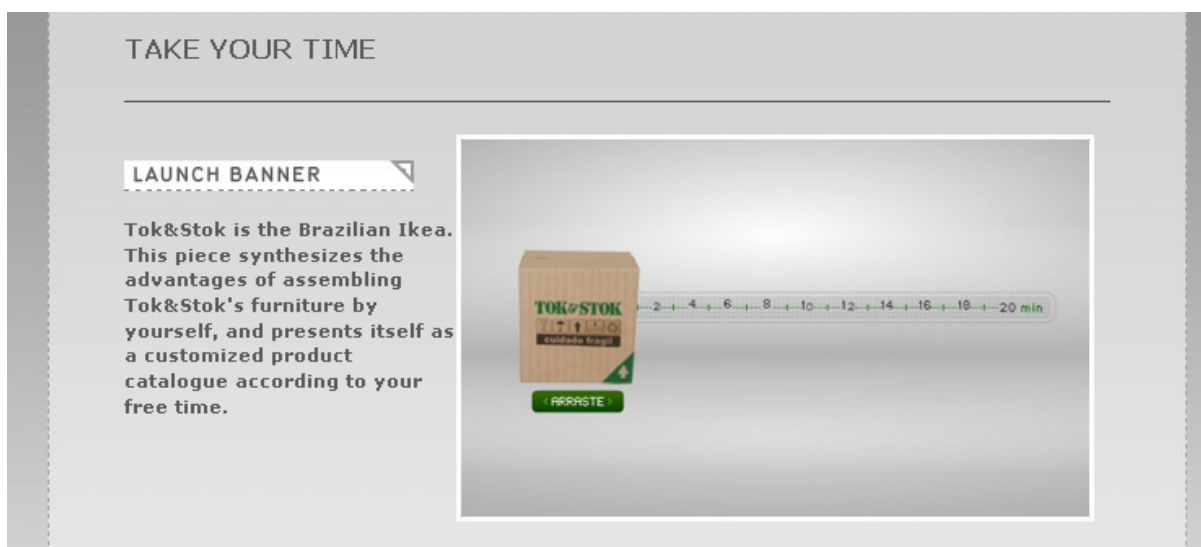 TAKE YOUR TIME
LAUNCH BANNER
Tok&Stok is the Brazilian Ikea.
This piece synthesizes the
advantages of assembling
Tok&Stok's furniture by
yourself, and presents itself as
a customized product
catalogue according to your
free time.
TOK&STOK
cuidado frágil
2 4 6 8 10 12 14 16 18 20 min
< ARRASTE >